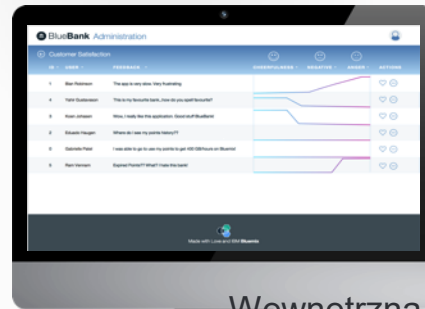 BlueBank Administration
Customer Satisfaction
ID USER FEEDBACK CHEERFULNESS NEGATIVE ANGER ACTIONS
1 Stan Robinson The app is very slow. Very frustrating
4 Yahir Gustavsson This is my favourite bank, how do you spell favourite?
3 Koen Johnson Wow, I really like this application. Good stuff BlueBank!
2 Eduardo Haugen Where do I see my points history??
5 Gabrielle Patel I was able to go to use my points to get 450 GB/hours on Bluemix!
6 Ram Vennam Expired Points?? What? I hate this bank!
Made with Love and IBM Bluemix
Wewnętrzna